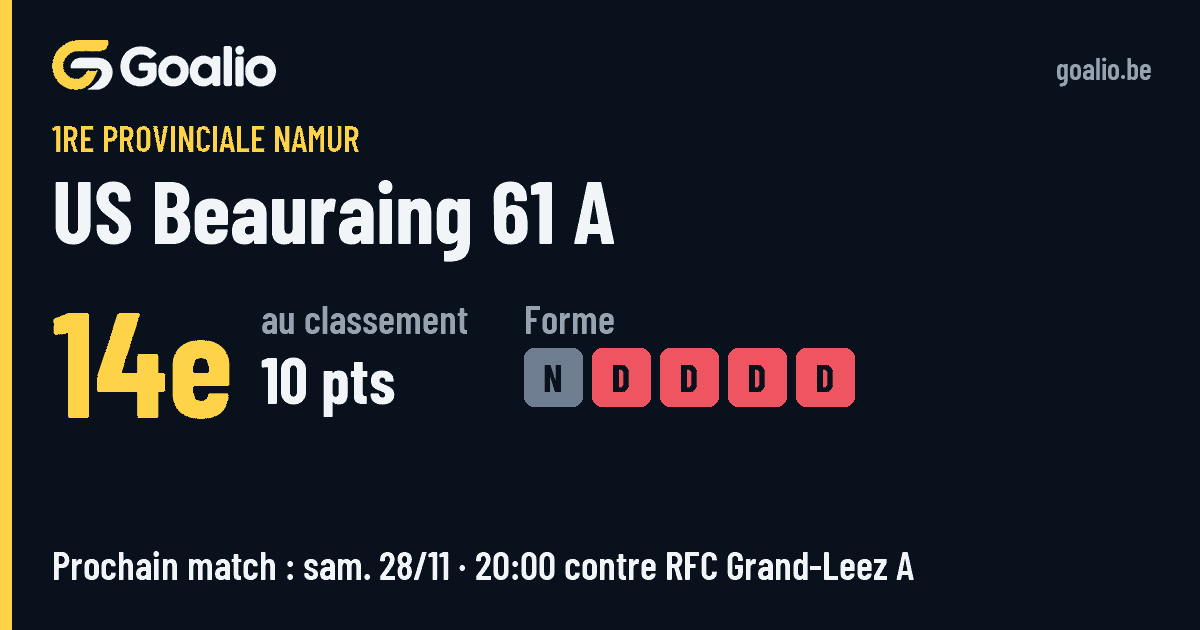 Goalio
goalio.be
1RE PROVINCIALE NAMUR
US Beauraing 61 A
14e
au classement
10 pts
Forme
N D D D D
Prochain match : sam. 28/11 · 20:00 contre RFC Grand-Leez A